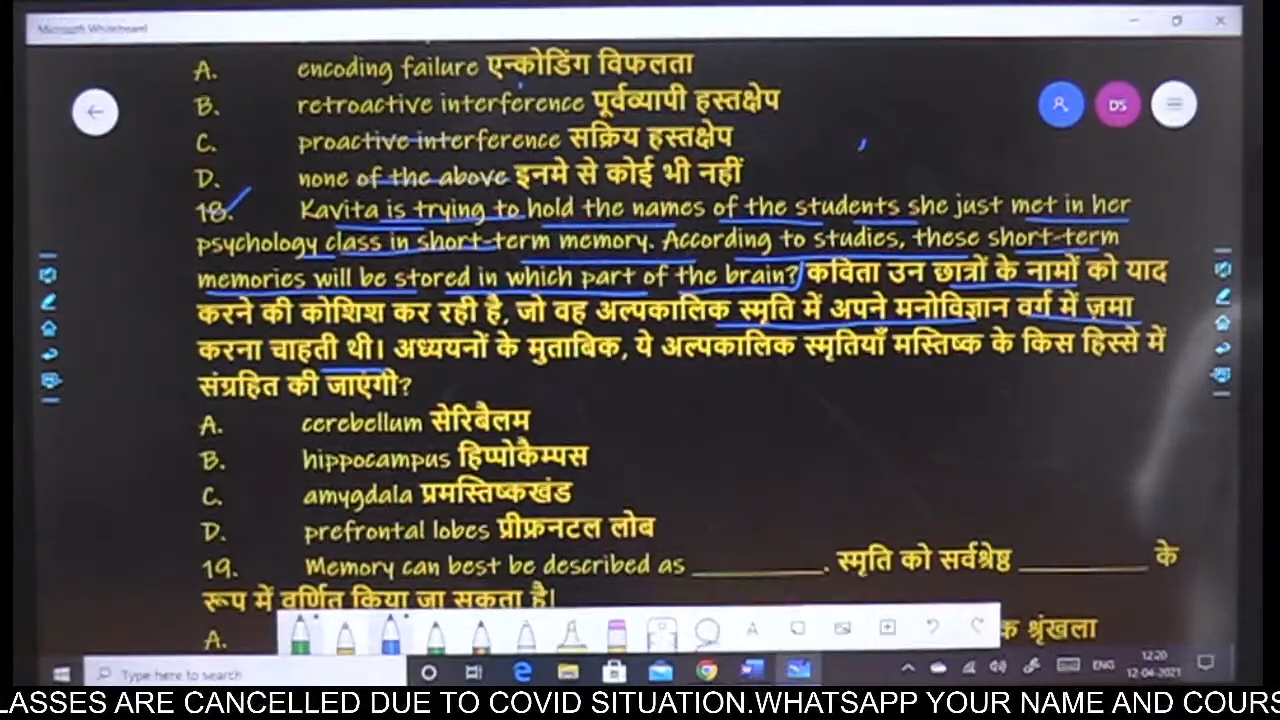 Microsoft Whiteboard
A. encoding failure एन्कोडिंग विफलता
B. retroactive interference पूर्वव्यापी हस्तक्षेप
C. proactive interference सक्रिय हस्तक्षेप
D. none of the above इनमे से कोई भी नहीं
DS
18. Kavita is trying to hold the names of the students she just met in her
psychology class in short-term memory. According to studies, these short-term
memories will be stored in which part of the brain? कविता उन छात्रों के नामों को याद
करने की कोशिश कर रही है, जो वह अल्पकालिक स्मृति में अपने मनोविज्ञान वर्ग में ज़मा
करना चाहती थी। अध्ययनों के मुताबिक, ये अल्पकालिक स्मृतियाँ मस्तिष्क के किस हिस्से में
संग्रहित की जाएंगी?
A. cerebellum सेरिबैलम
B. hippocampus हिप्पोकैम्पस
C. amygdala प्रमस्तिष्कखंड
D. prefrontal lobes प्रीफ्रनटल लोब
19. Memory can best be described as ________. स्मृति को सर्वश्रेष्ठ ________ के
रूप में वर्णित किया जा सकता है।
A. क श्रृंखला
Type here to search
ENG
12:20
12-04-2021
LASSES ARE CANCELLED DUE TO COVID SITUATION.WHATSAPP YOUR NAME AND COURS